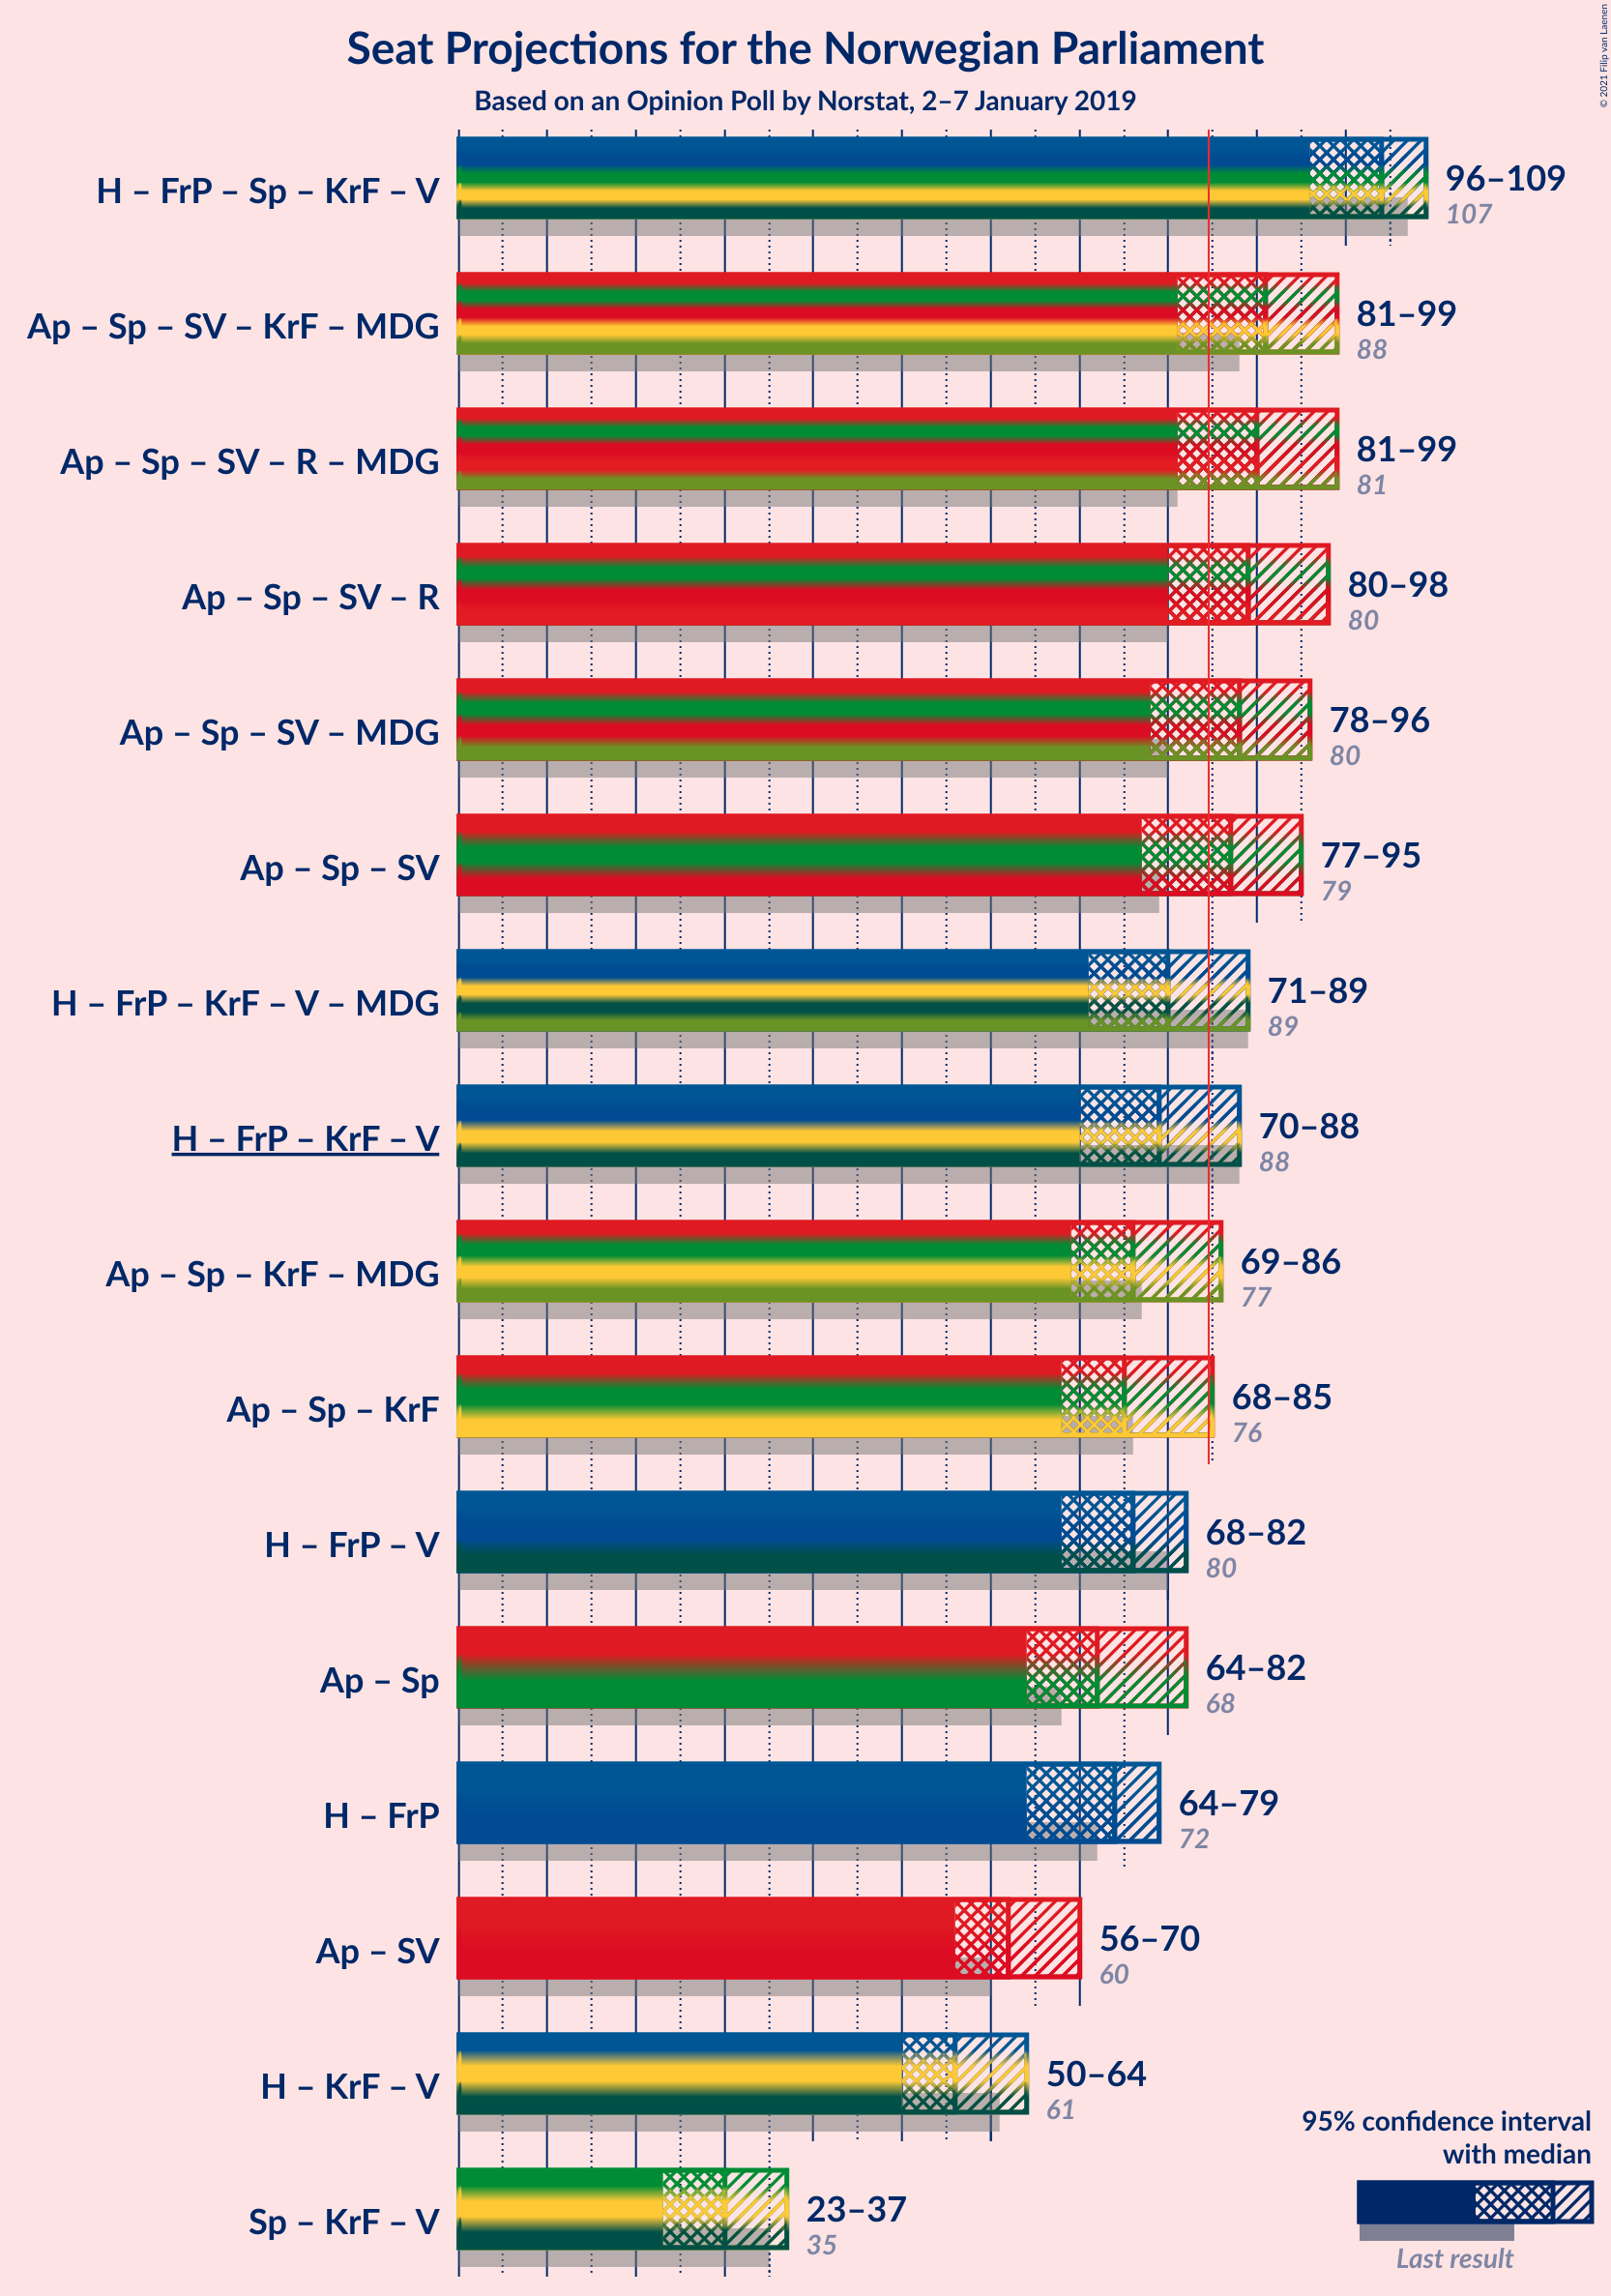 Seat Projections for the Norwegian Parliament
Based on an Opinion Poll by Norstat, 2–7 January 2019
© 2021 Filip van Laenen
H – FrP – Sp – KrF – V
96–109
107
Ap – Sp – SV – KrF – MDG
81–99
88
Ap – Sp – SV – R – MDG
81–99
81
Ap – Sp – SV – R
80–98
80
Ap – Sp – SV – MDG
78–96
80
Ap – Sp – SV
77–95
79
H – FrP – KrF – V – MDG
71–89
89
H – FrP – KrF – V
70–88
88
Ap – Sp – KrF – MDG
69–86
77
Ap – Sp – KrF
68–85
76
H – FrP – V
68–82
80
Ap – Sp
64–82
68
H – FrP
64–79
72
Ap – SV
56–70
60
H – KrF – V
50–64
61
Sp – KrF – V
23–37
35
95% confidence interval
with median
Last result